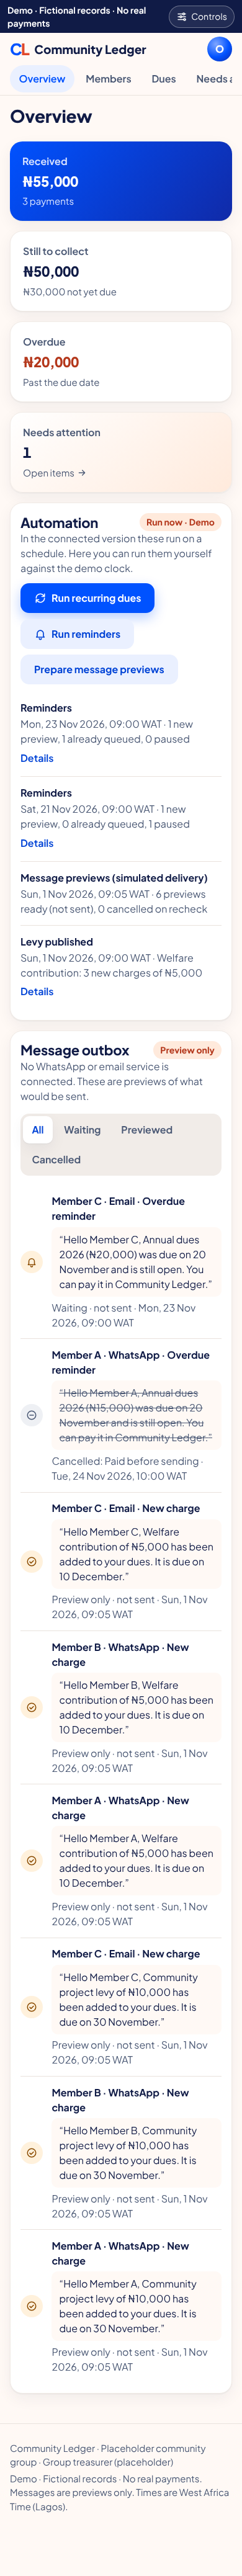 Demo · Fictional records · No real
payments
Controls
CL Community Ledger
O
Overview Members Dues Needs a
Overview
Received
₦55,000
3 payments
Still to collect
₦50,000
₦30,000 not yet due
Overdue
₦20,000
Past the due date
Needs attention
1
Open items →
Automation
Run now · Demo
In the connected version these run on a
schedule. Here you can run them yourself
against the demo clock.
Run recurring dues
Run reminders
Prepare message previews
Reminders
Mon, 23 Nov 2026, 09:00 WAT · 1 new
preview, 1 already queued, 0 paused
Details
Reminders
Sat, 21 Nov 2026, 09:00 WAT · 1 new
preview, 0 already queued, 1 paused
Details
Message previews (simulated delivery)
Sun, 1 Nov 2026, 09:05 WAT · 6 previews
ready (not sent), 0 cancelled on recheck
Levy published
Sun, 1 Nov 2026, 09:00 WAT · Welfare
contribution: 3 new charges of ₦5,000
Details
Message outbox
Preview only
No WhatsApp or email service is
connected. These are previews of what
would be sent.
All Waiting Previewed
Cancelled
Member C · Email · Overdue
reminder
“Hello Member C, Annual dues
2026 (₦20,000) was due on 20
November and is still open. You
can pay it in Community Ledger.”
Waiting · not sent · Mon, 23 Nov
2026, 09:00 WAT
Member A · WhatsApp · Overdue
reminder
“Hello Member A, Annual dues
2026 (₦15,000) was due on 20
November and is still open. You
can pay it in Community Ledger.”
Cancelled: Paid before sending ·
Tue, 24 Nov 2026, 10:00 WAT
Member C · Email · New charge
“Hello Member C, Welfare
contribution of ₦5,000 has been
added to your dues. It is due on
10 December.”
Preview only · not sent · Sun, 1 Nov
2026, 09:05 WAT
Member B · WhatsApp · New
charge
“Hello Member B, Welfare
contribution of ₦5,000 has been
added to your dues. It is due on
10 December.”
Preview only · not sent · Sun, 1 Nov
2026, 09:05 WAT
Member A · WhatsApp · New
charge
“Hello Member A, Welfare
contribution of ₦5,000 has been
added to your dues. It is due on
10 December.”
Preview only · not sent · Sun, 1 Nov
2026, 09:05 WAT
Member C · Email · New charge
“Hello Member C, Community
project levy of ₦10,000 has
been added to your dues. It is
due on 30 November.”
Preview only · not sent · Sun, 1 Nov
2026, 09:05 WAT
Member B · WhatsApp · New
charge
“Hello Member B, Community
project levy of ₦10,000 has
been added to your dues. It is
due on 30 November.”
Preview only · not sent · Sun, 1 Nov
2026, 09:05 WAT
Member A · WhatsApp · New
charge
“Hello Member A, Community
project levy of ₦10,000 has
been added to your dues. It is
due on 30 November.”
Preview only · not sent · Sun, 1 Nov
2026, 09:05 WAT
Community Ledger · Placeholder community
group · Group treasurer (placeholder)
Demo · Fictional records · No real payments.
Messages are previews only. Times are West Africa
Time (Lagos).